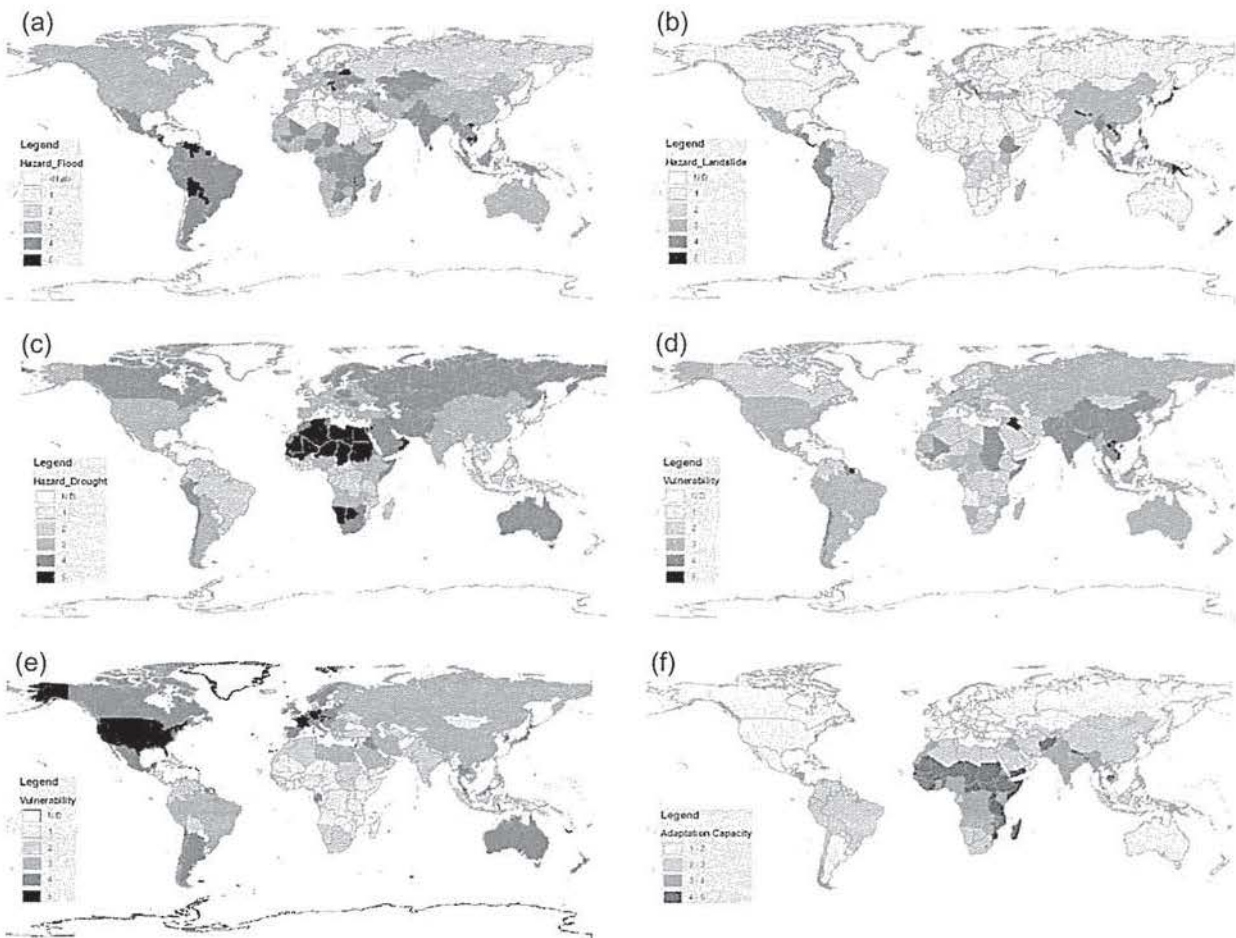 (a)
Legend
Hazard_Flood
1
2
3
4
5
(b)
Legend
Hazard_Landslide
N/D
1
2
3
4
5
(c)
Legend
Hazard_Drought
N/D
1
2
3
4
5
(d)
Legend
Vulnerability
N/D
1
2
3
4
5
(e)
Legend
Vulnerability
N/D
1
2
3
4
5
(f)
Legend
Adaptation Capacity
1 - 2
2 - 3
4 - 5